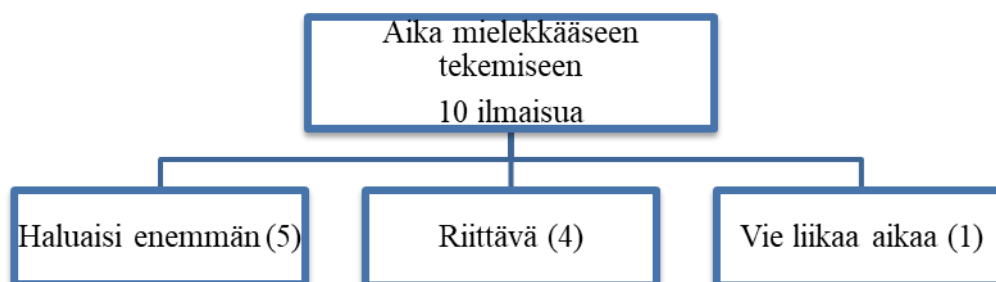 Aika mielekkääseen
tekemiseen
10 ilmaisua
Haluaisi enemmän (5)
Riittävä (4)
Vie liikaa aikaa (1)